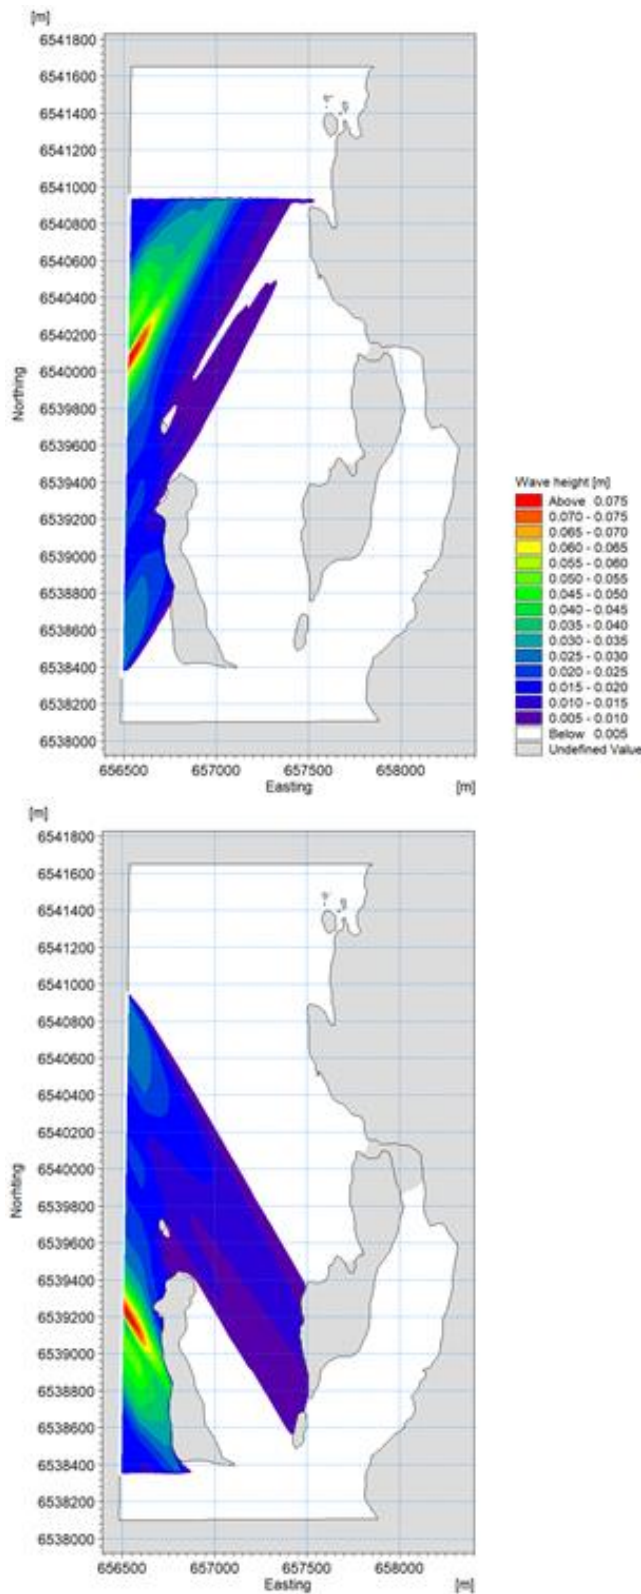 [m]
6541800
6541600
6541400
6541200
6541000
6540800
6540600
6540400
6540200
6540000
6539800
6539600
6539400
6539200
6539000
6538800
6538600
6538400
6538200
6538000
Northing
656500 657000 657500 658000
Easting [m]
Wave height [m]
Above 0.075
0.070 - 0.075
0.065 - 0.070
0.060 - 0.065
0.055 - 0.060
0.050 - 0.055
0.045 - 0.050
0.040 - 0.045
0.035 - 0.040
0.030 - 0.035
0.025 - 0.030
0.020 - 0.025
0.015 - 0.020
0.010 - 0.015
0.005 - 0.010
Below 0.005
Undefined Value
[m]
6541800
6541600
6541400
6541200
6541000
6540800
6540600
6540400
6540200
6540000
6539800
6539600
6539400
6539200
6539000
6538800
6538600
6538400
6538200
6538000
Norhting
656500 657000 657500 658000
Easting [m]